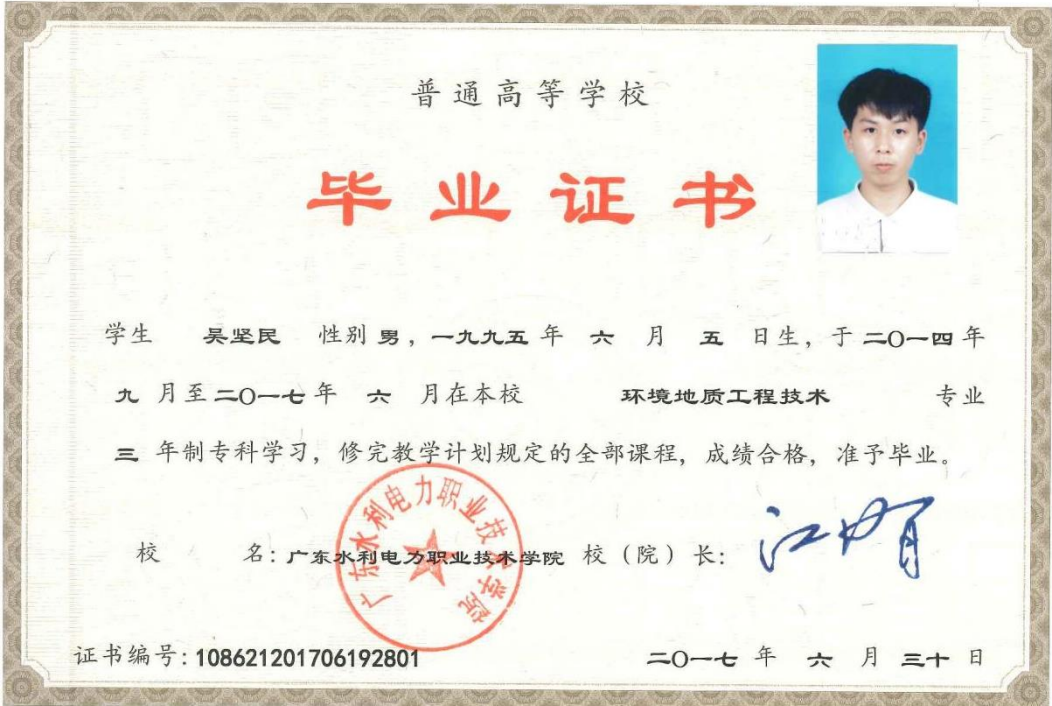 普通高等学校
毕业证书
学生 吴坚民 性别 男，一九九五 年 六 月 五 日生，于 二〇一四 年
九 月至 二〇一七 年 六 月在本校 环境地质工程技术 专业
三 年制专科学习，修完教学计划规定的全部课程，成绩合格，准予毕业。
广东水利电力职业技术学院
校 名：广东水利电力职业技术学院 校（院）长：
证书编号：108621201706192801 二〇一七 年 六 月 三十 日